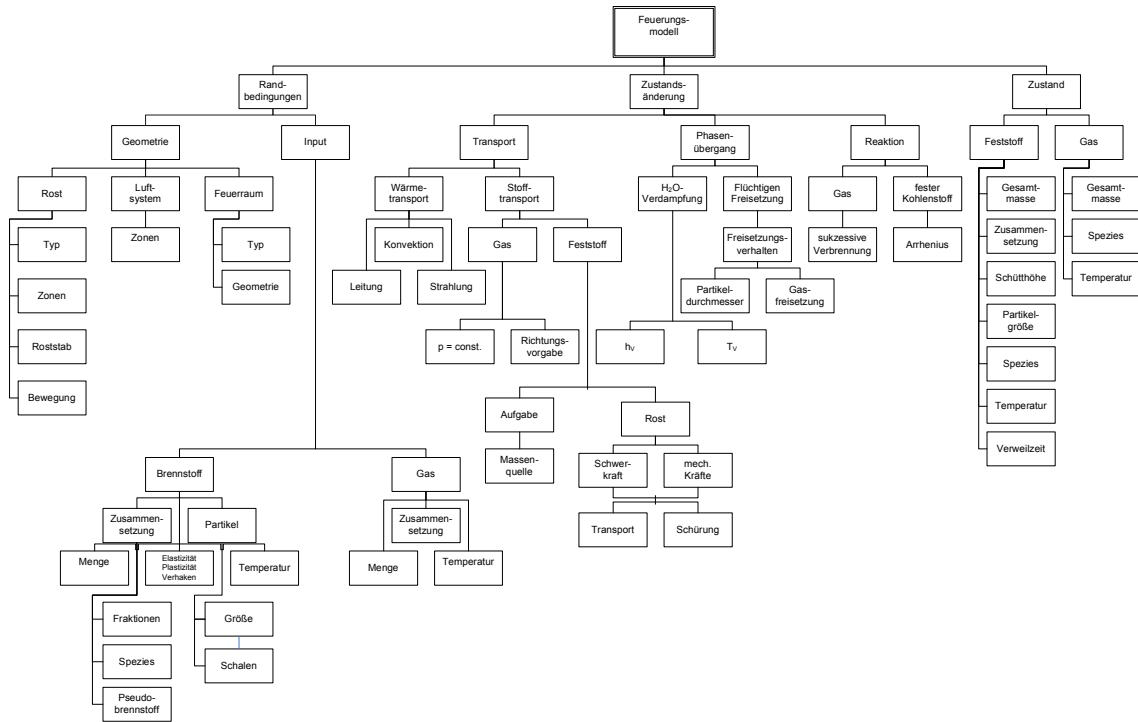 Feuerungs-
modell
Rand-
bedingungen
Zustands-
änderung
Zustand
Geometrie
Input
Transport
Phasen-
übergang
Reaktion
Feststoff
Gas
Rost
Luft-
system
Feuerraum
Wärme-
transport
Stoff-
transport
H₂O-
Verdampfung
Flüchtigen
Freisetzung
Gas
fester
Kohlenstoff
Gesamt-
masse
Gesamt-
masse
Typ
Zonen
Typ
Konvektion
Gas
Feststoff
Freisetzungs-
verhalten
sukzessive
Verbrennung
Arrhenius
Zusammen-
setzung
Spezies
Zonen
Geometrie
Leitung
Strahlung
Partikel-
durchmesser
Gas-
freisetzung
Schütthöhe
Temperatur
Roststab
p = const.
Richtungs-
vorgabe
hᵥ
Tᵥ
Partikel-
größe
Spezies
Bewegung
Aufgabe
Rost
Temperatur
Verweilzeit
Massen-
quelle
Schwer-
kraft
mech.
Kräfte
Brennstoff
Gas
Zusammen-
setzung
Partikel
Zusammen-
setzung
Transport
Schürung
Menge
Elastizität
Plastizität
Verhaken
Temperatur
Menge
Temperatur
Fraktionen
Größe
Spezies
Schalen
Pseudo-
brennstoff